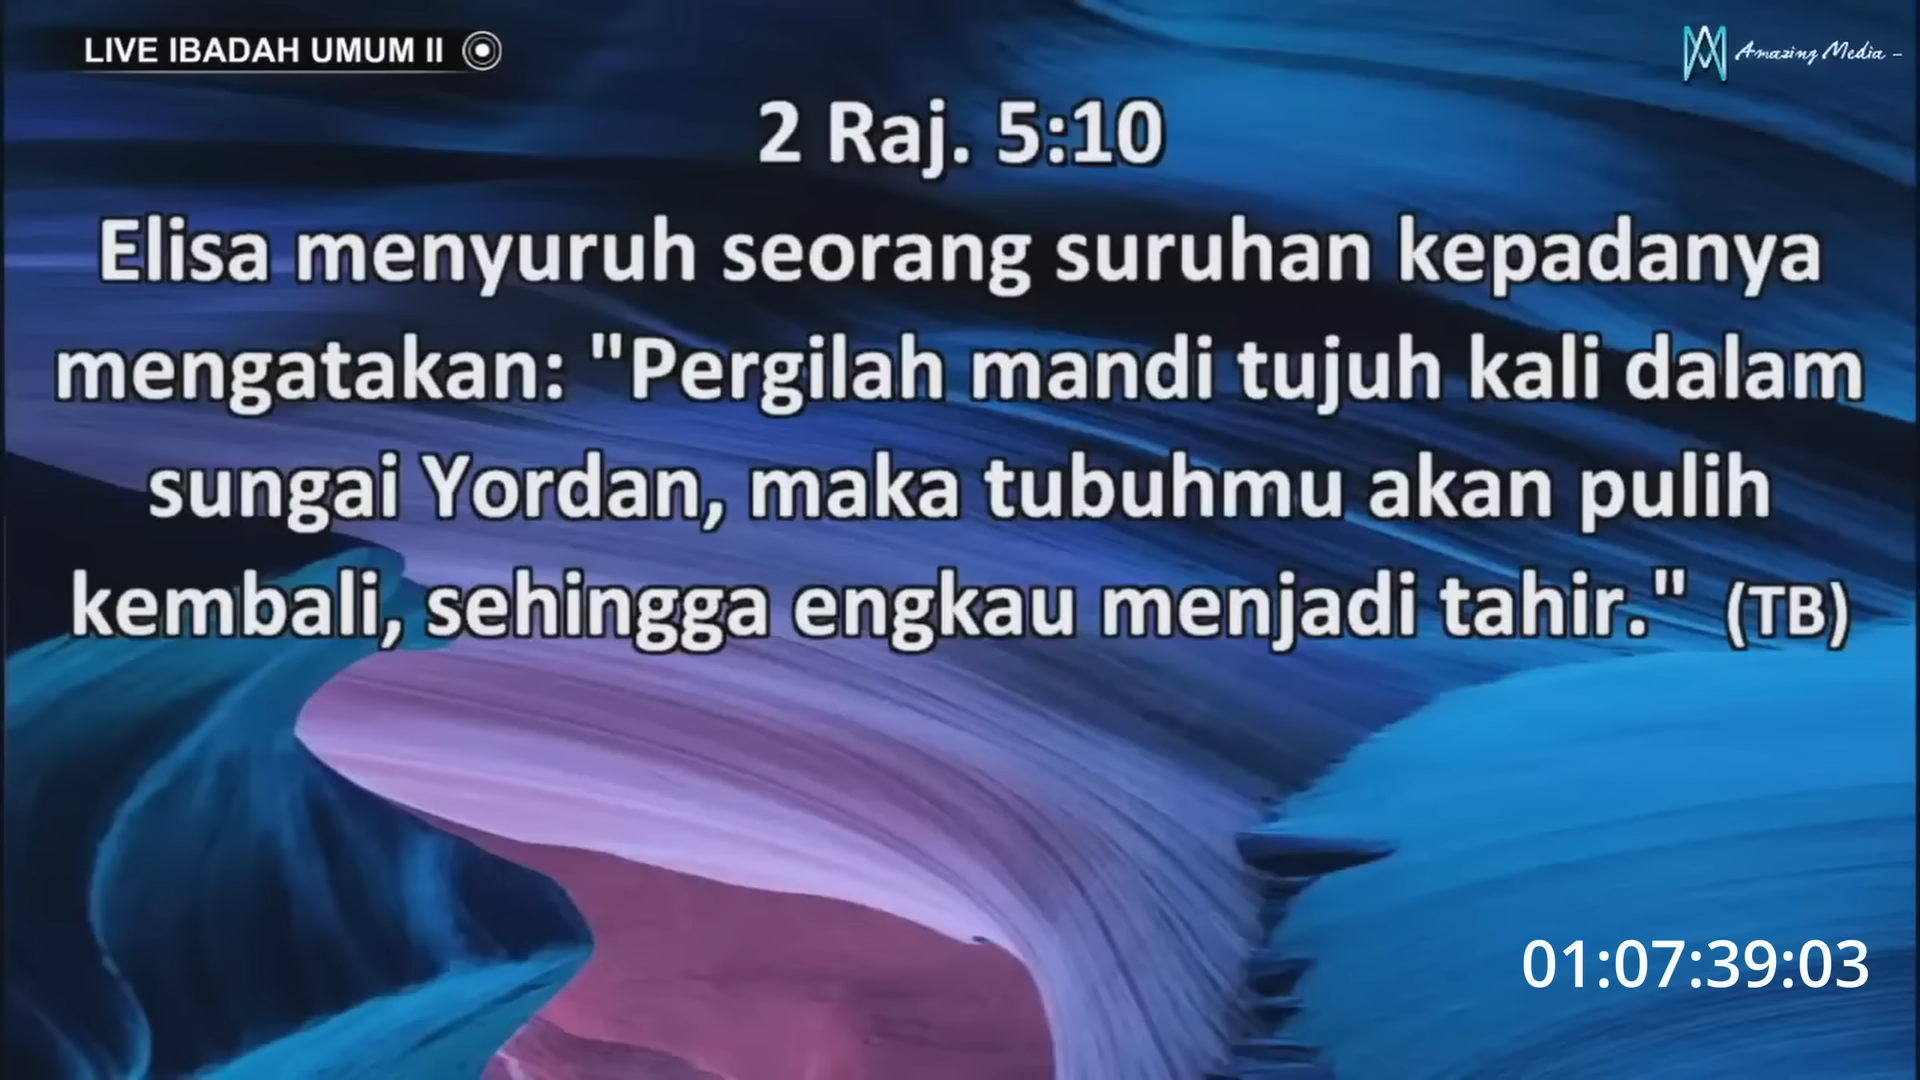 LIVE IBADAH UMUM II
Amazing Media -
2 Raj. 5:10
Elisa menyuruh seorang suruhan kepadanya
mengatakan: "Pergilah mandi tujuh kali dalam
sungai Yordan, maka tubuhmu akan pulih
kembali, sehingga engkau menjadi tahir." (TB)
01:07:39:03